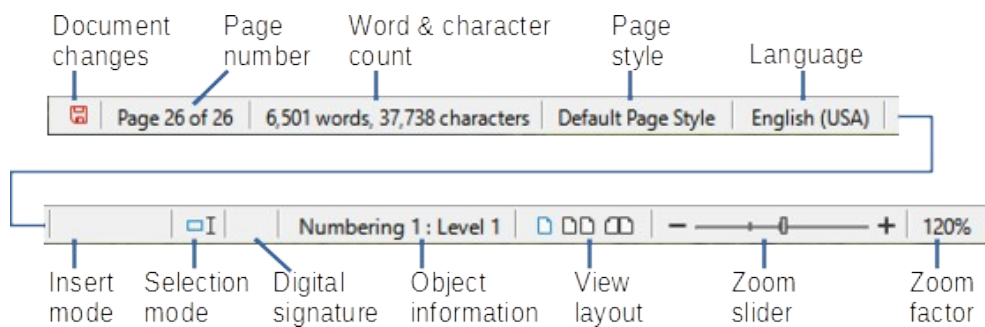 Document Page Word & character Page
changes number count style Language
Page 26 of 26 6,501 words, 37,738 characters Default Page Style English (USA)
Numbering 1 : Level 1 120%
Insert Selection Digital Object View Zoom Zoom
mode mode signature information layout slider factor